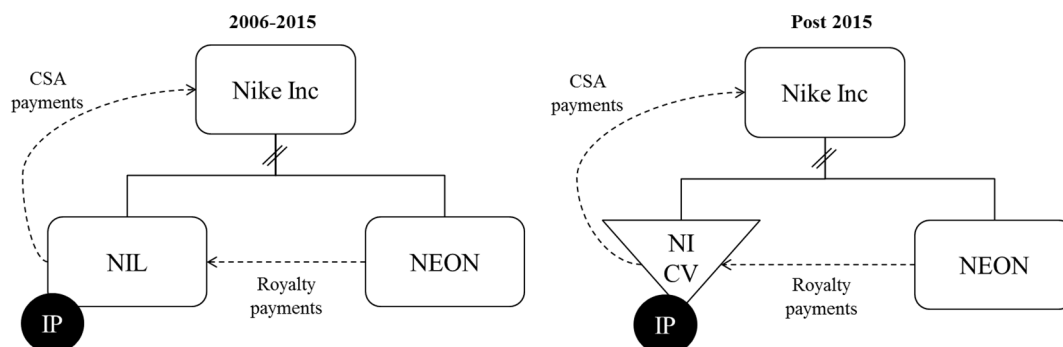 2006-2015
CSA
payments
Nike Inc
NIL
NEON
Royalty
payments
IP
Post 2015
CSA
payments
Nike Inc
NI
CV
NEON
Royalty
payments
IP